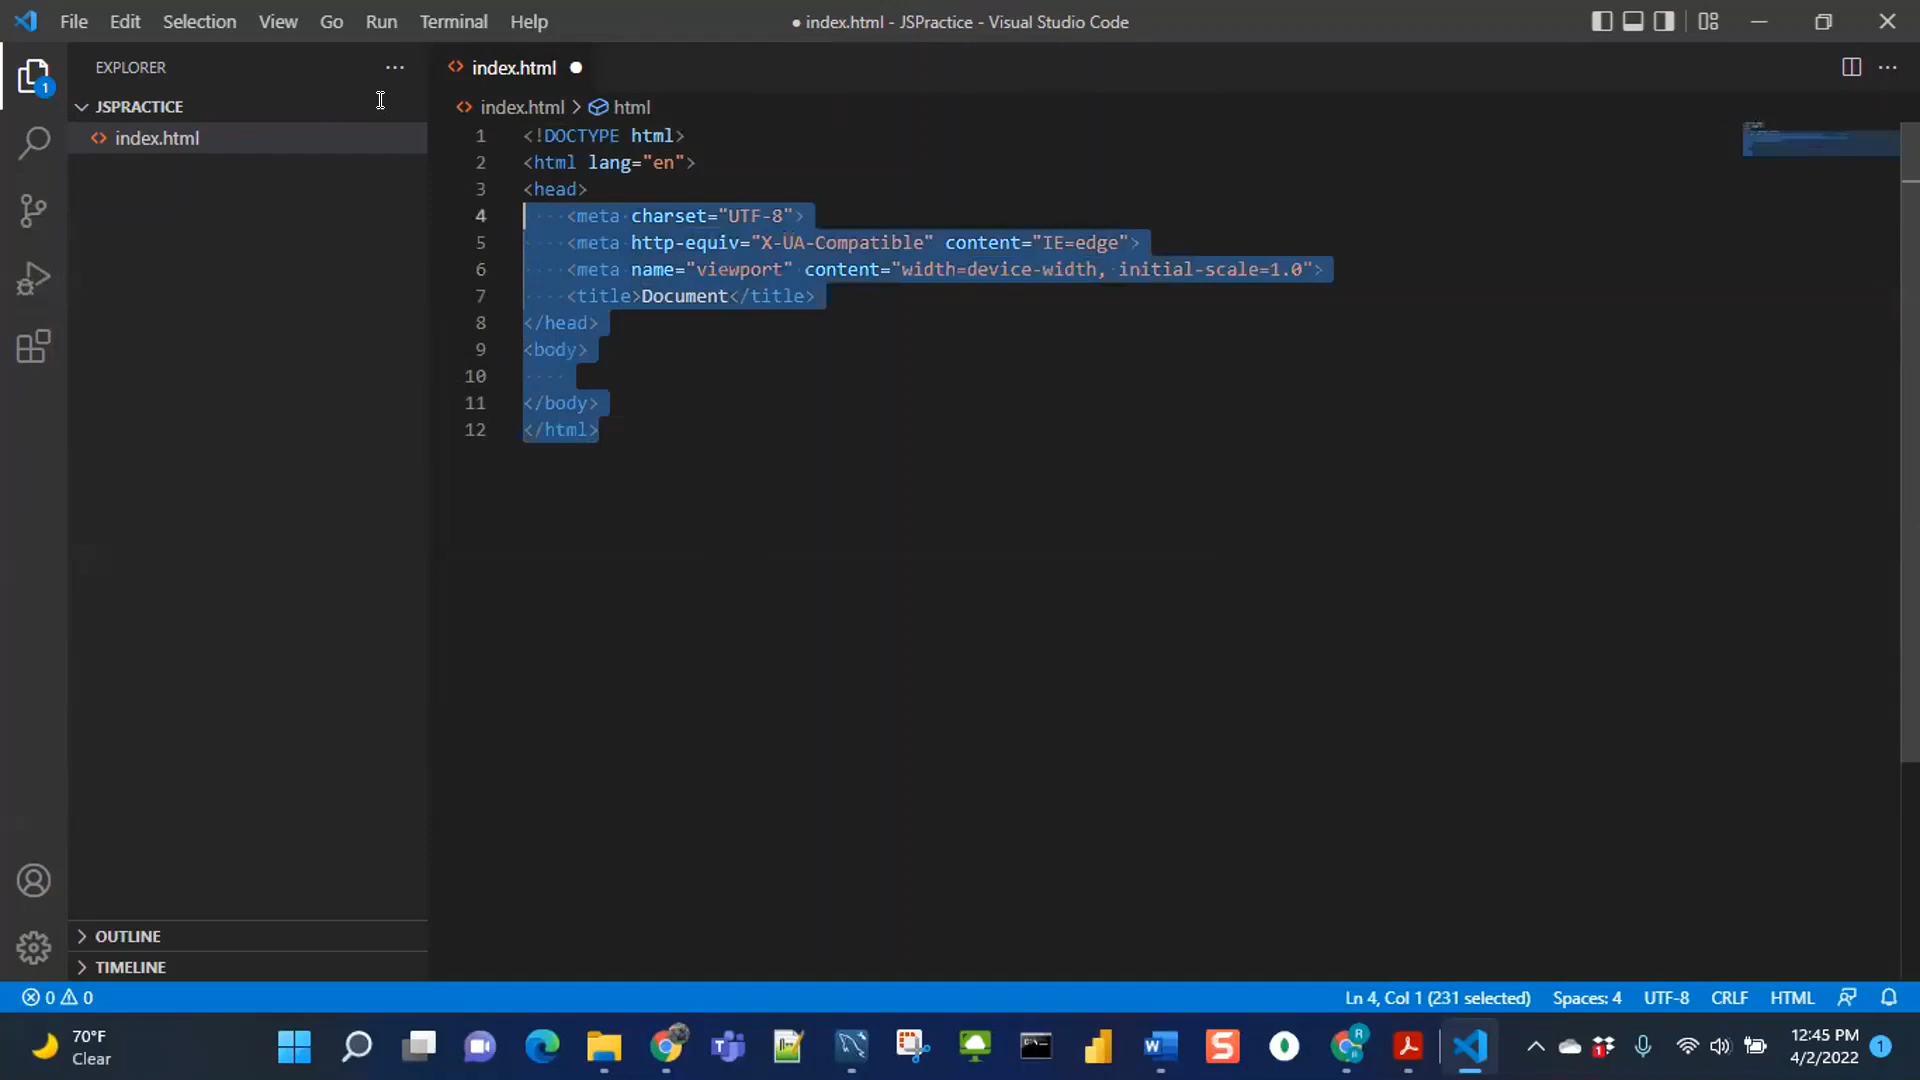 File Edit Selection View Go Run Terminal Help
● index.html - JSPractice - Visual Studio Code
EXPLORER
1
JSPRACTICE
index.html
index.html
index.html > html
1 <!DOCTYPE html>
2 <html lang="en">
3 <head>
4 <meta charset="UTF-8">
5 <meta http-equiv="X-UA-Compatible" content="IE=edge">
6 <meta name="viewport" content="width=device-width, initial-scale=1.0">
7 <title>Document</title>
8 </head>
9 <body>
10
11 </body>
12 </html>
OUTLINE
TIMELINE
0 0
Ln 4, Col 1 (231 selected) Spaces: 4 UTF-8 CRLF HTML
70°F
Clear
12:45 PM
4/2/2022
1